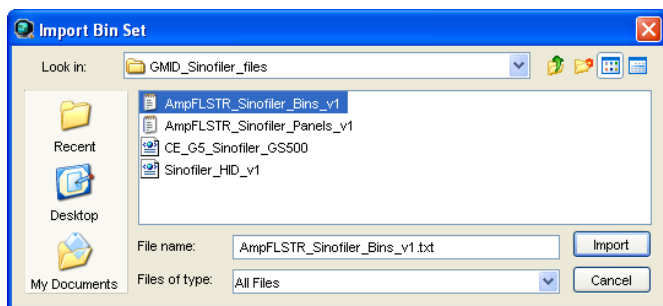 Import Bin Set
Look in:
GMID_Sinofiler_files
AmpFLSTR_Sinofiler_Bins_v1
AmpFLSTR_Sinofiler_Panels_v1
CE_G5_Sinofiler_GS500
Sinofiler_HID_v1
Recent
Desktop
My Documents
File name:
AmpFLSTR_Sinofiler_Bins_v1.txt
Import
Files of type:
All Files
Cancel